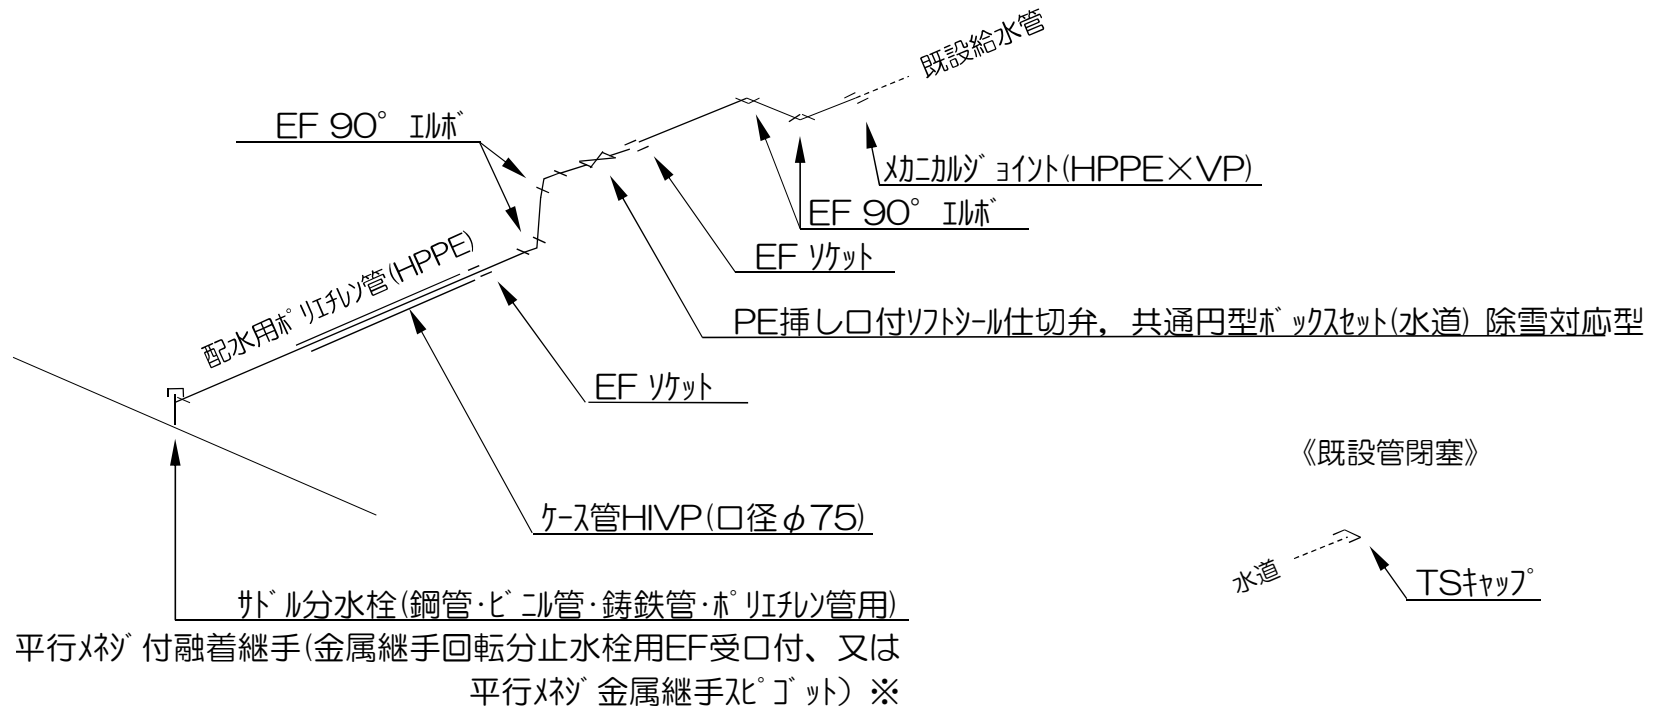 既設給水管
EF 90° ｴﾙﾎﾞ
ﾒｶﾆｶﾙｼﾞｮｲﾝﾄ(HPPE×VP)
EF 90° ｴﾙﾎﾞ
EF ｿｹｯﾄ
配水用ﾎﾟﾘｴﾁﾚﾝ管(HPPE)
PE挿し口付ｿﾌﾄｼｰﾙ仕切弁，共通円型ﾎﾞｯｸｽｾｯﾄ(水道) 除雪対応型
EF ｿｹｯﾄ
《既設管閉塞》
ｹｰｽ管HIVP(口径φ75)
水道
TSｷｬｯﾌﾟ
ｻﾄﾞﾙ分水栓(鋼管･ﾋﾞﾆﾙ管･鋳鉄管･ﾎﾟﾘｴﾁﾚﾝ管用)
平行ﾒﾈｼﾞ付融着継手(金属継手回転分止水栓用EF受口付、又は
平行ﾒﾈｼﾞ金属継手ｽﾋﾟｺﾞｯﾄ）※